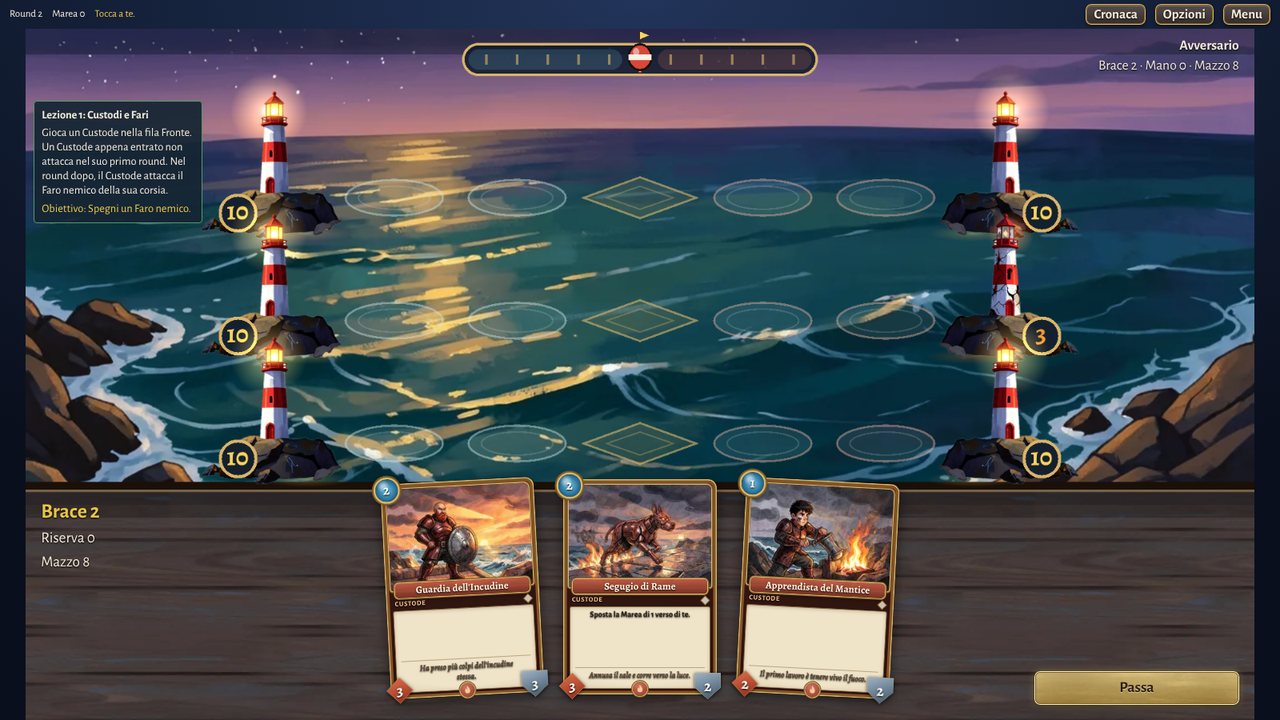 Round 2 Marea 0 Tocca a te.
Cronaca Opzioni Menu
Avversario
Brace 2 · Mano 0 · Mazzo 8
Lezione 1: Custodi e Fari
Gioca un Custode nella fila Fronte.
Un Custode appena entrato non
attacca nel suo primo round. Nel
round dopo, il Custode attacca il
Faro nemico della sua corsia.
Obiettivo: Spegni un Faro nemico.
10 10
10 3
10 10
Brace 2
Riserva 0
Mazzo 8
2
Guardia dell'Incudine
CUSTODE
Ha preso più colpi dell'incudine
stessa.
3 3
2
Segugio di Rame
CUSTODE
Sposta la Marea di 1 verso di te.
Annusa il sale e corre verso la luce.
3 2
1
Apprendista del Mantice
CUSTODE
Il primo lavoro è tenere vivo il fuoco.
2 2
Passa